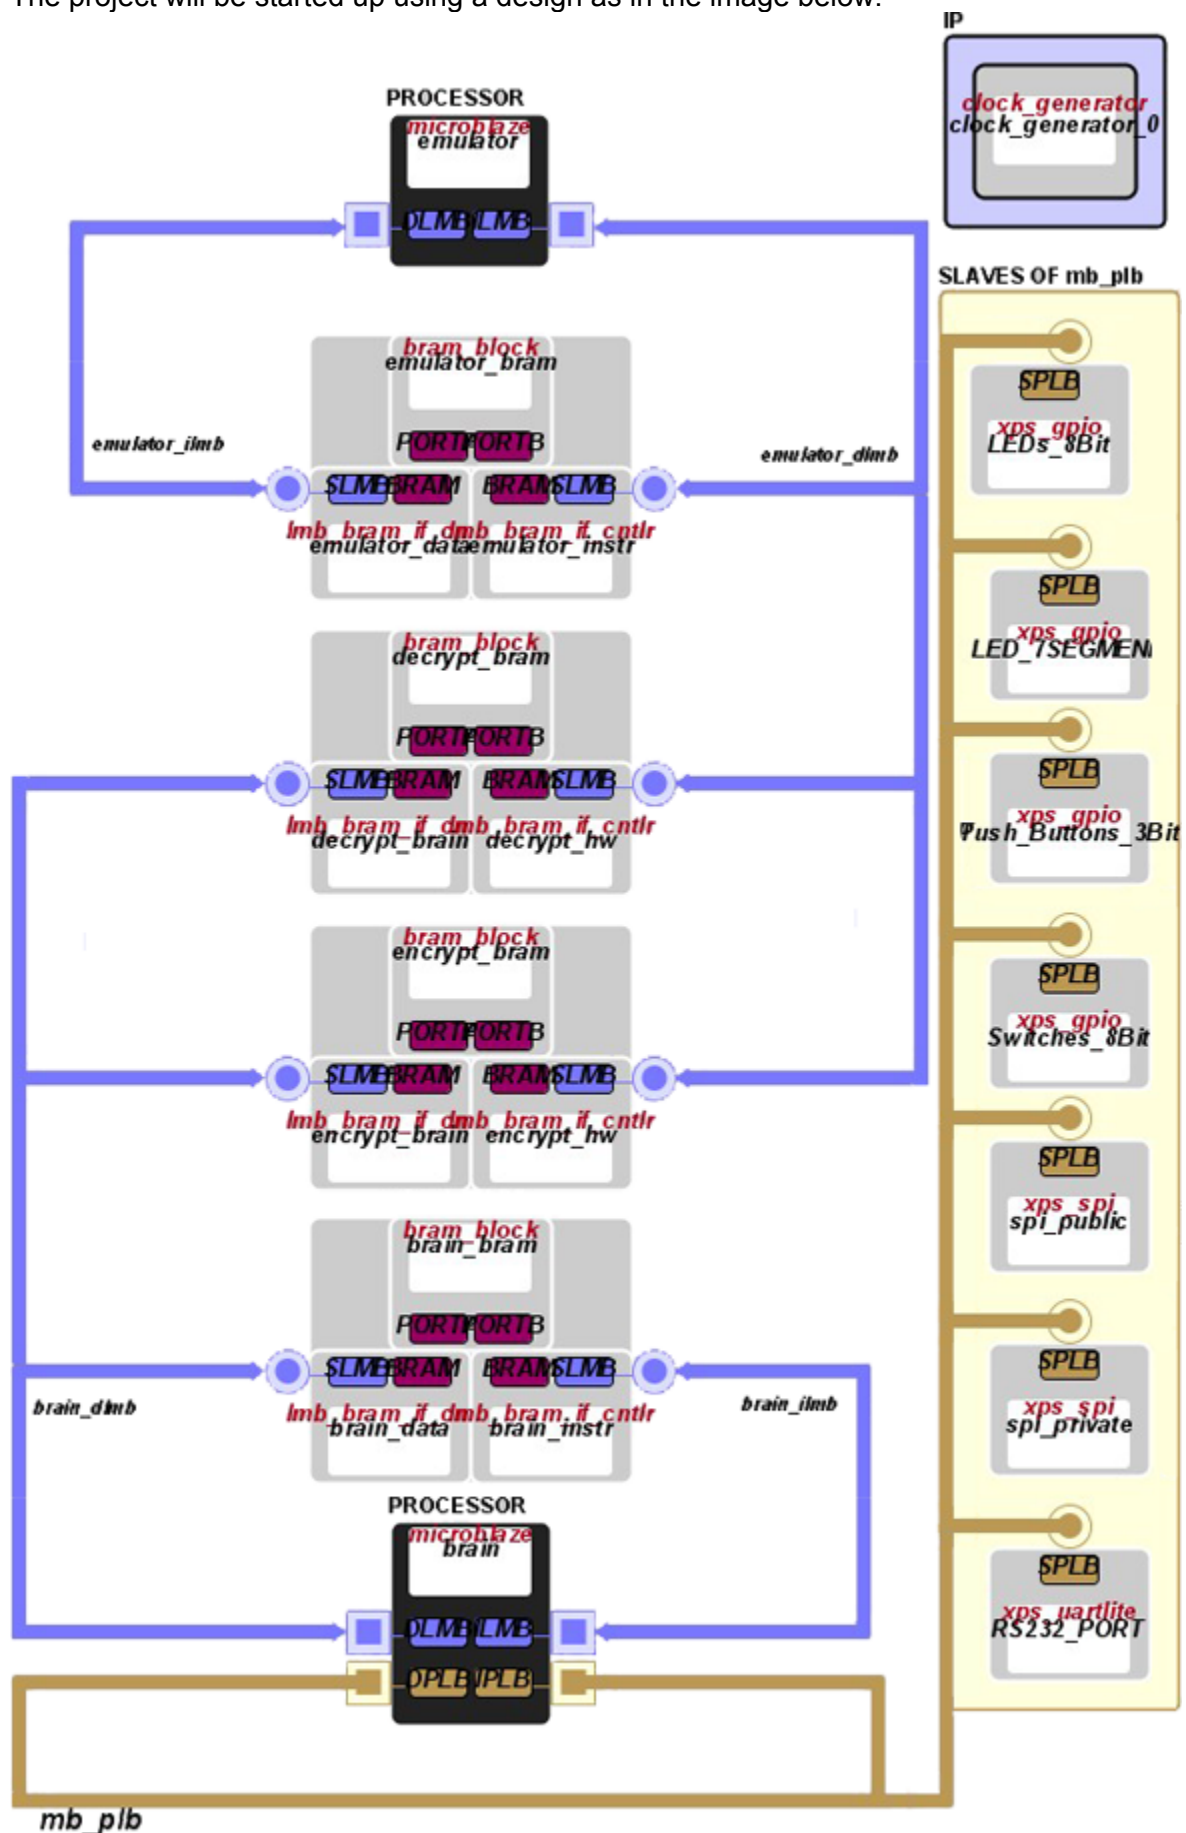 The project will be started up using a design as in the image below.
IP
clock_generator
clock_generator_0
PROCESSOR
microblaze
emulator
DLMB ILMB
SLAVES OF mb_plb
bram_block
emulator_bram
PORTA PORTB
emulator_ilmb
emulator_dlmb
SLMB BRAM BRAM SLMB
lmb_bram_if_cntlr lmb_bram_if_cntlr
emulator_data emulator_instr
bram_block
decrypt_bram
PORTA PORTB
SLMB BRAM BRAM SLMB
lmb_bram_if_cntlr lmb_bram_if_cntlr
decrypt_brain decrypt_hw
bram_block
encrypt_bram
PORTA PORTB
SLMB BRAM BRAM SLMB
lmb_bram_if_cntlr lmb_bram_if_cntlr
encrypt_brain encrypt_hw
bram_block
brain_bram
PORTA PORTB
SLMB BRAM BRAM SLMB
brain_dlmb
brain_ilmb
lmb_bram_if_cntlr lmb_bram_if_cntlr
brain_data brain_instr
PROCESSOR
microblaze
brain
DLMB ILMB
DPLB IPLB
mb_plb
SPLB
xps_gpio
LEDs_8Bit
SPLB
xps_gpio
LED_7SEGMENT
SPLB
xps_gpio
Push_Buttons_3Bit
SPLB
xps_gpio
Switches_8Bit
SPLB
xps_spi
spi_public
SPLB
xps_spi
spi_private
SPLB
xps_uartlite
RS232_PORT